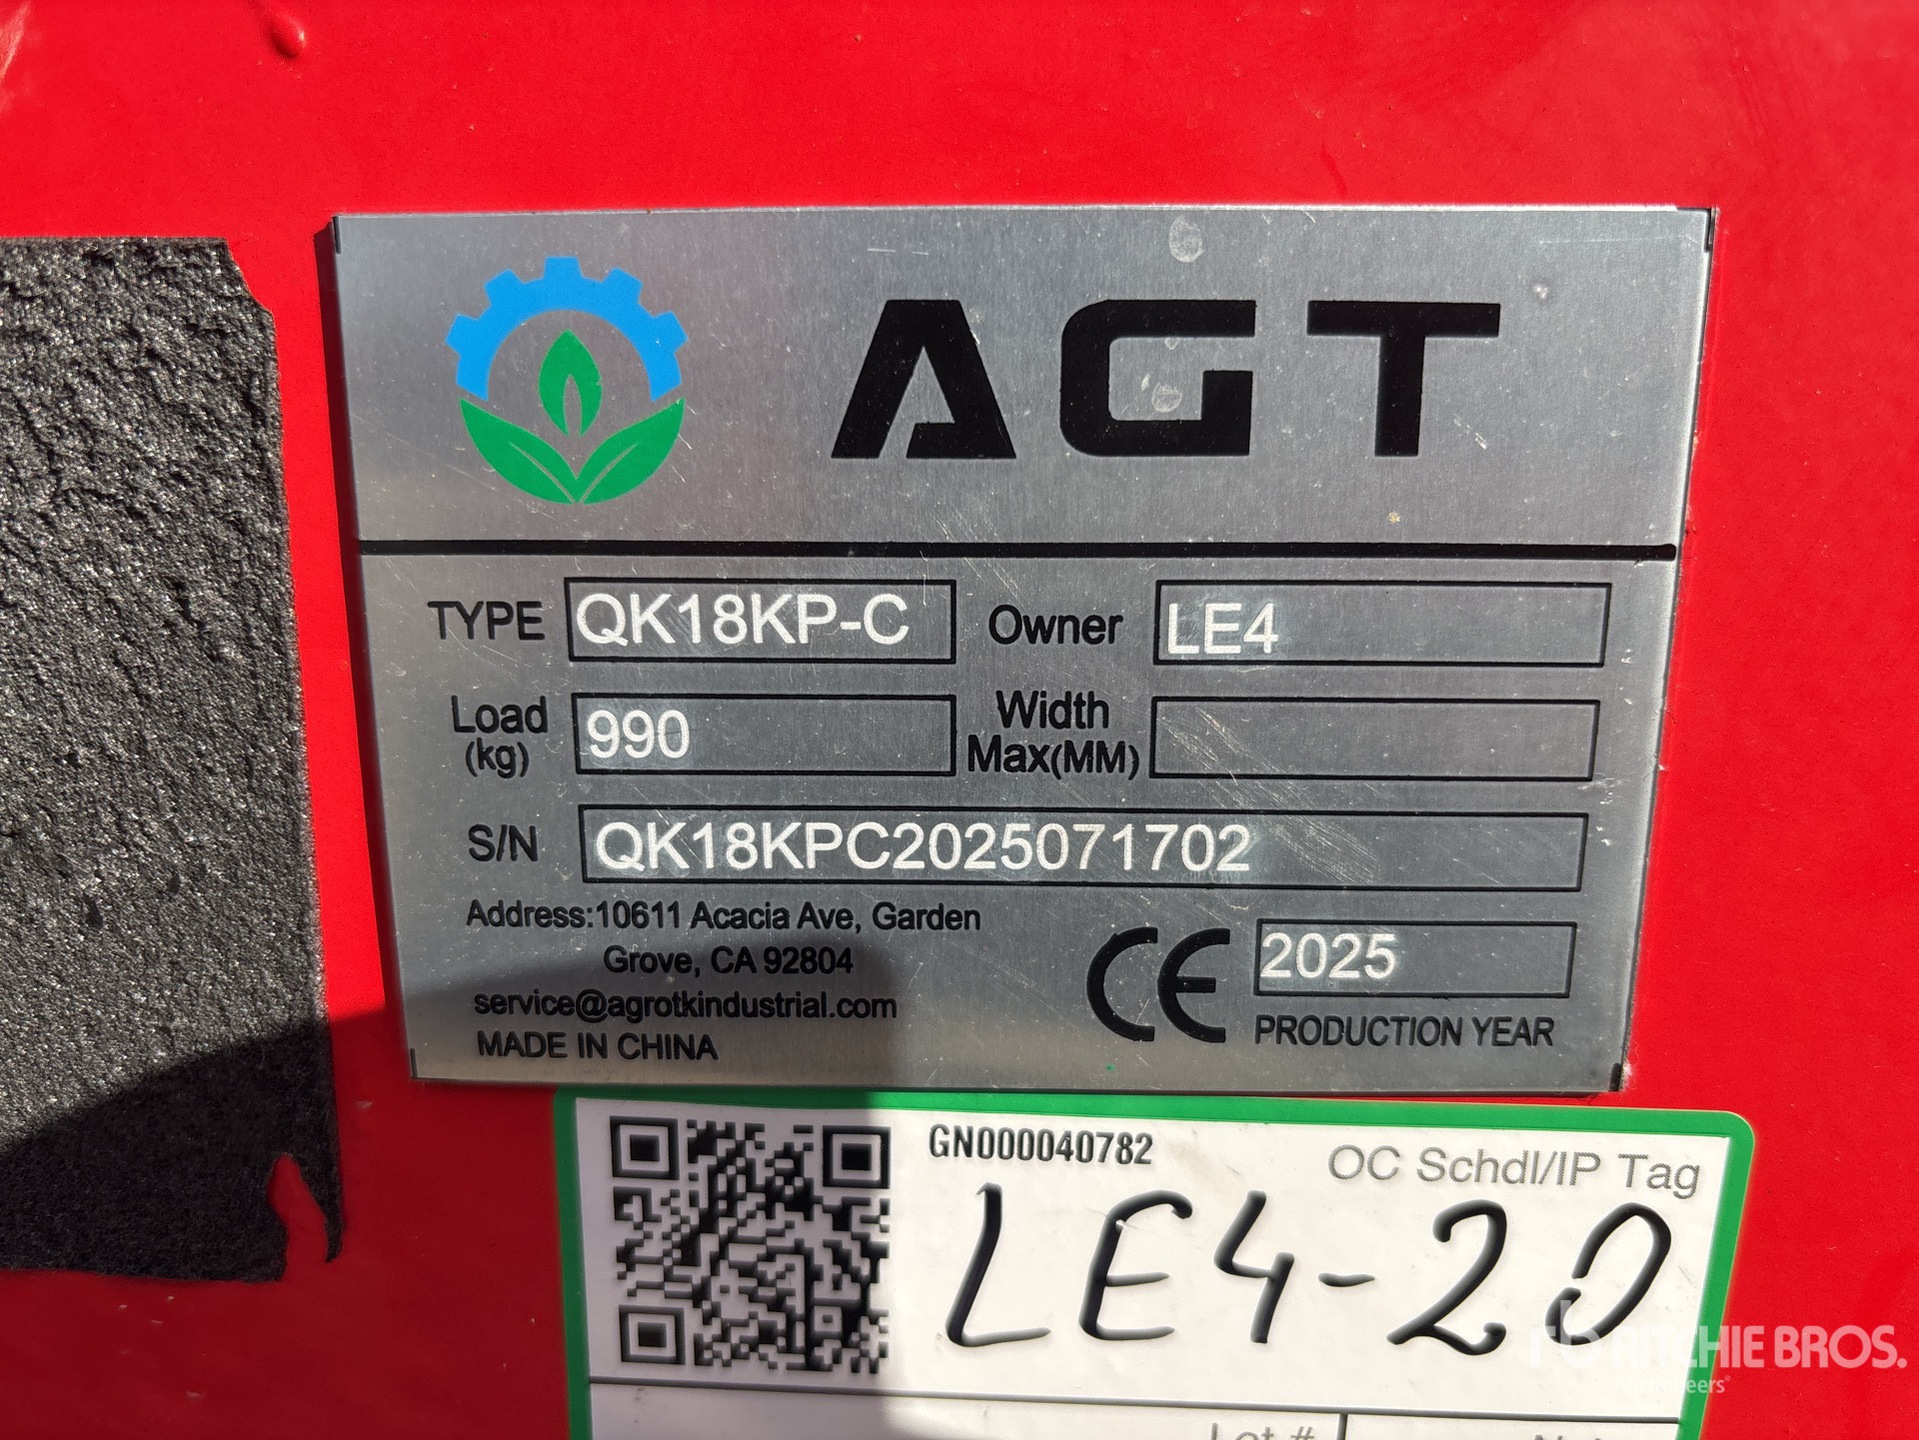 AGT
TYPE QK18KP-C Owner LE4
Load (kg) 990 Width Max(MM)
S/N QK18KPC2025071702
Address:10611 Acacia Ave, Garden
Grove, CA 92804
service@agrotkindustrial.com
MADE IN CHINA
CE 2025
PRODUCTION YEAR
GN000040782
OC Schdl/IP Tag
LE4-20
RITCHIE BROS.
Lot #